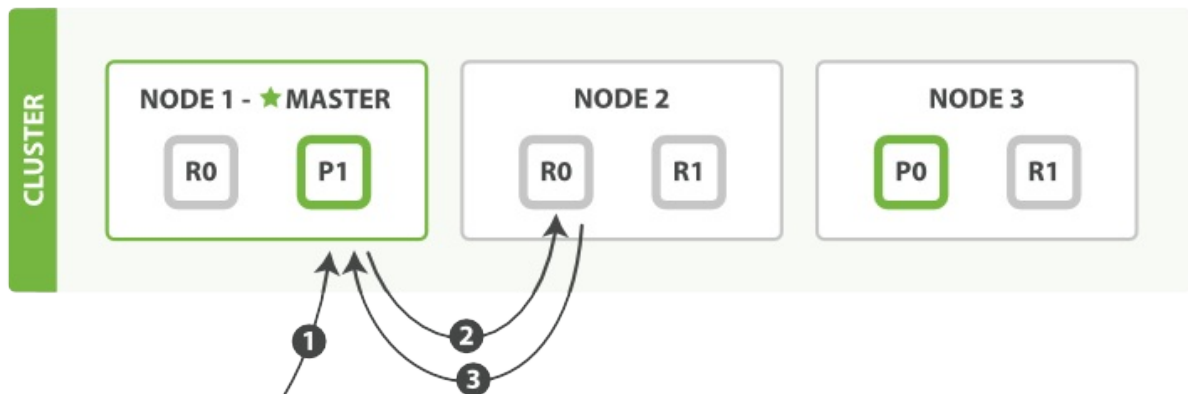 CLUSTER
NODE 1 - ★ MASTER
R0 P1
NODE 2
R0 R1
NODE 3
P0 R1
1
2
3